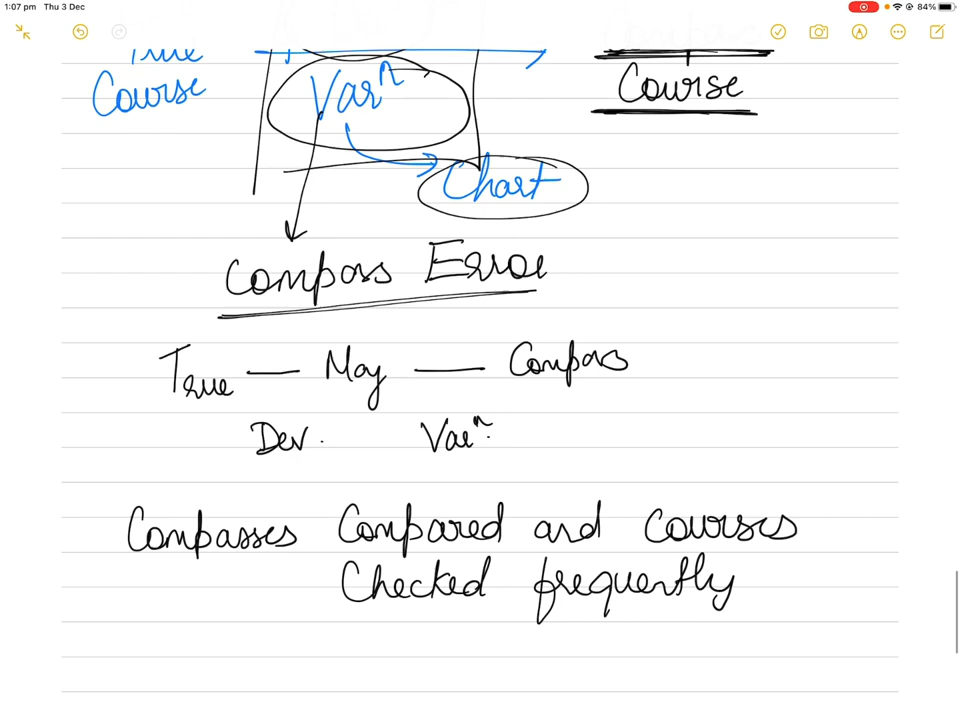 1:07 pm Thu 3 Dec
84%
True
Course
Varⁿ
Course
Chart
Compass Error
True — Mag — Compass
Dev. Varⁿ.
Compasses Compared and Courses
Checked frequently